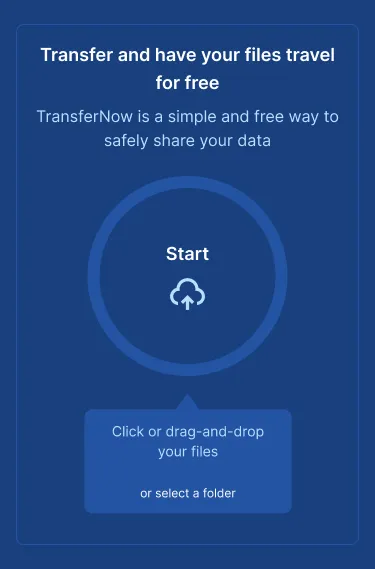 Transfer and have your files travel
for free
TransferNow is a simple and free way to
safely share your data
Start
Click or drag-and-drop
your files
or select a folder